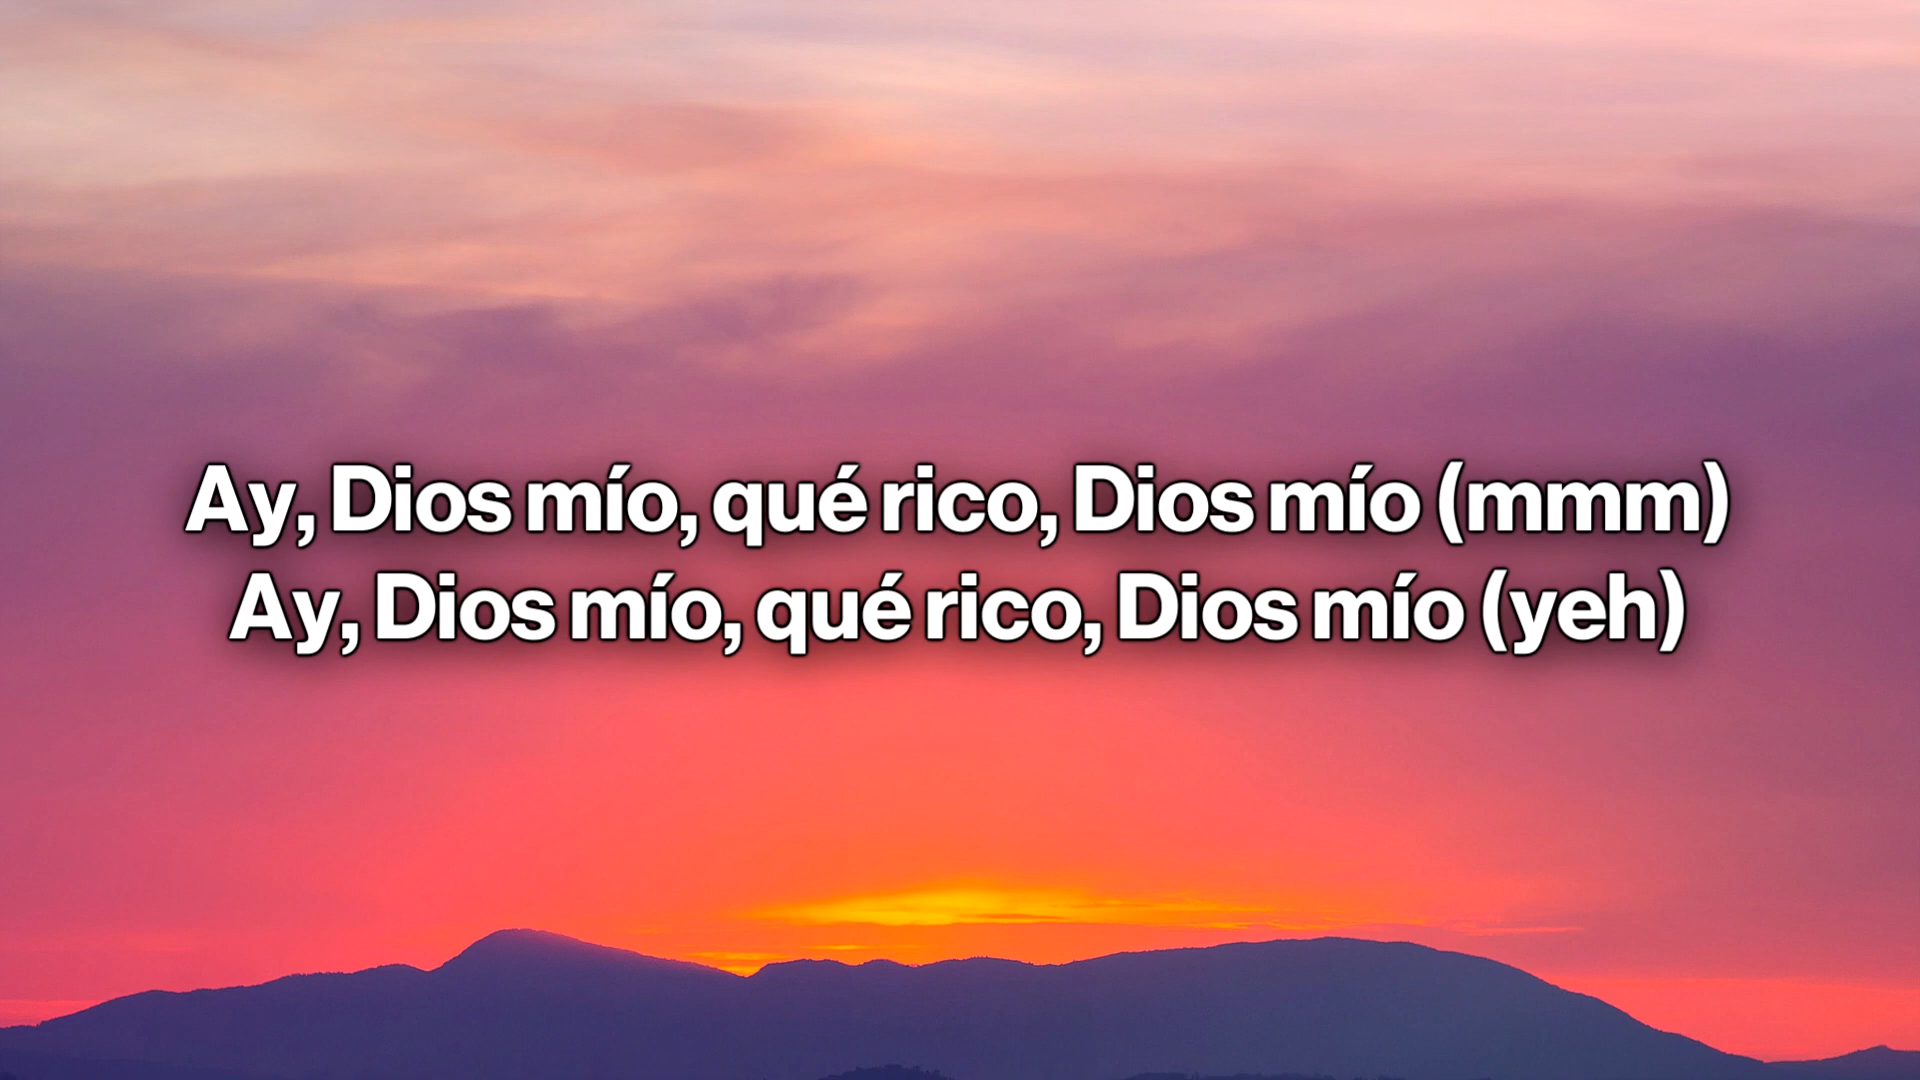 Ay, Dios mío, qué rico, Dios mío (mmm)
Ay, Dios mío, qué rico, Dios mío (yeh)